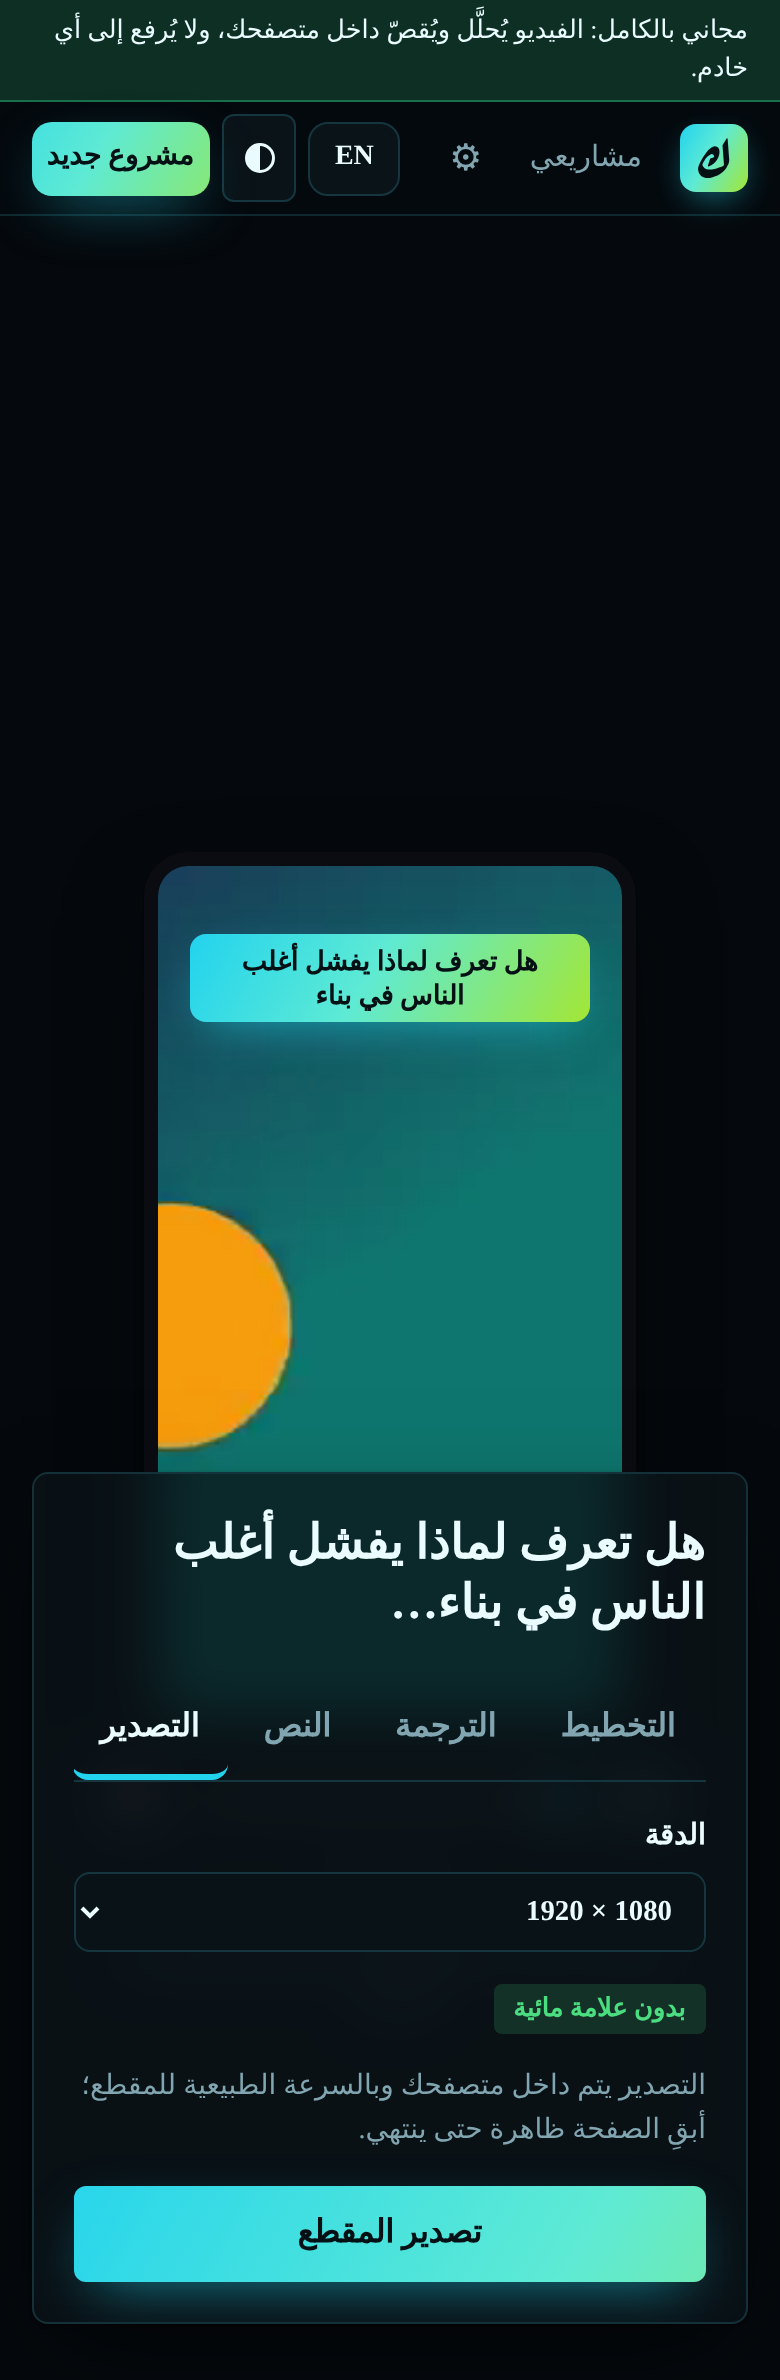 مجاني بالكامل: الفيديو يُحلَّل ويُقصّ داخل متصفحك، ولا يُرفع إلى أي
خادم.
ك
مشاريعي
EN
مشروع جديد
هل تعرف لماذا يفشل أغلب
الناس في بناء
هل تعرف لماذا يفشل أغلب
الناس في بناء…
التخطيط
الترجمة
النص
التصدير
الدقة
1080 × 1920
بدون علامة مائية
التصدير يتم داخل متصفحك وبالسرعة الطبيعية للمقطع؛
أبقِ الصفحة ظاهرة حتى ينتهي.
تصدير المقطع